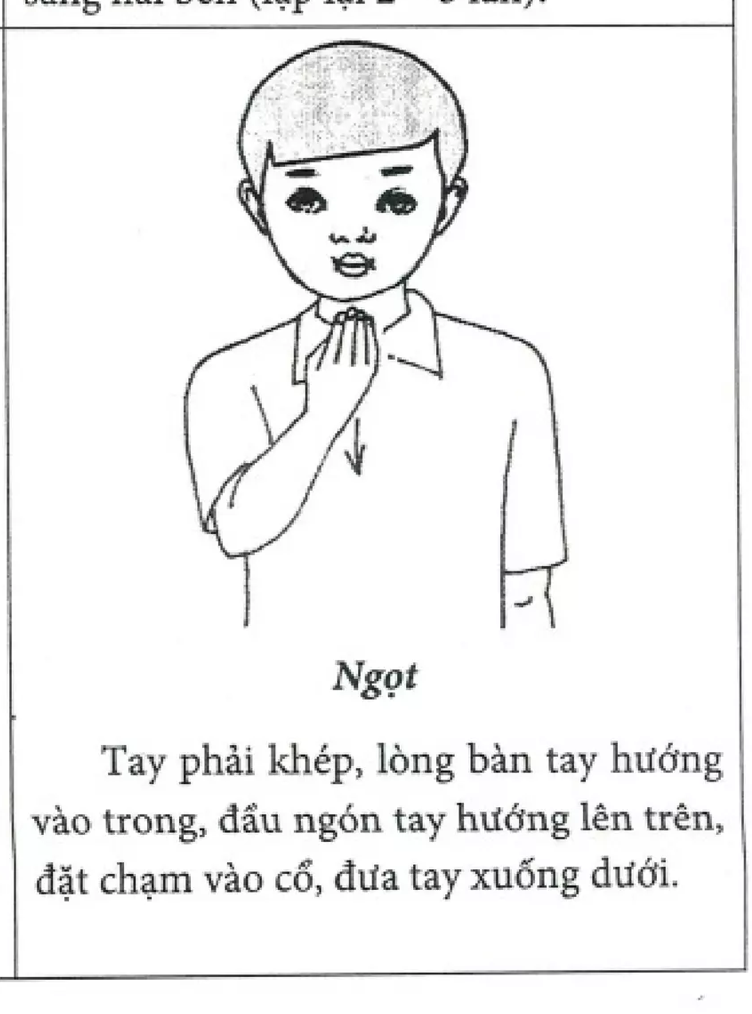 Ngọt
Tay phải khép, lòng bàn tay hướng
vào trong, đầu ngón tay hướng lên trên,
đặt chạm vào cổ, đưa tay xuống dưới.